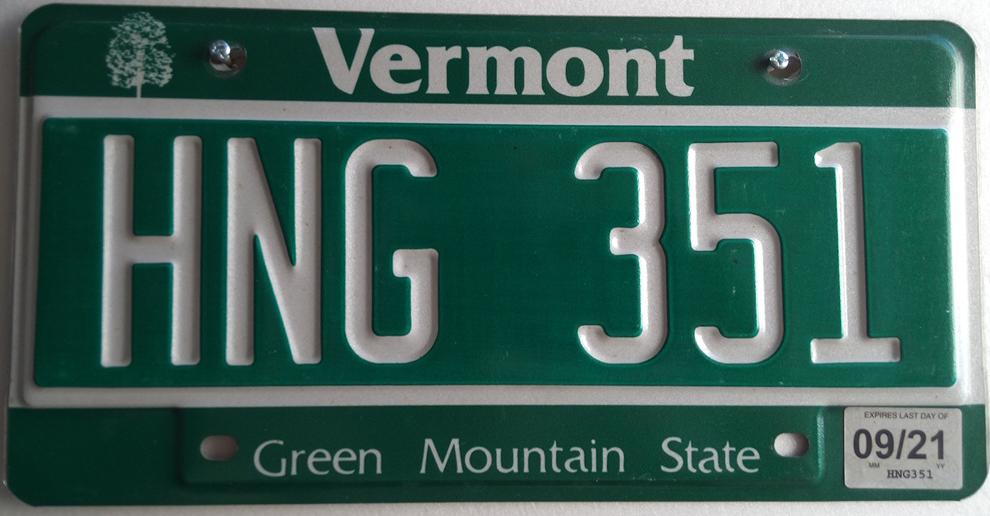 Vermont
HNG 351
Green Mountain State
EXPIRES LAST DAY OF
09/21
MM YY
HNG351